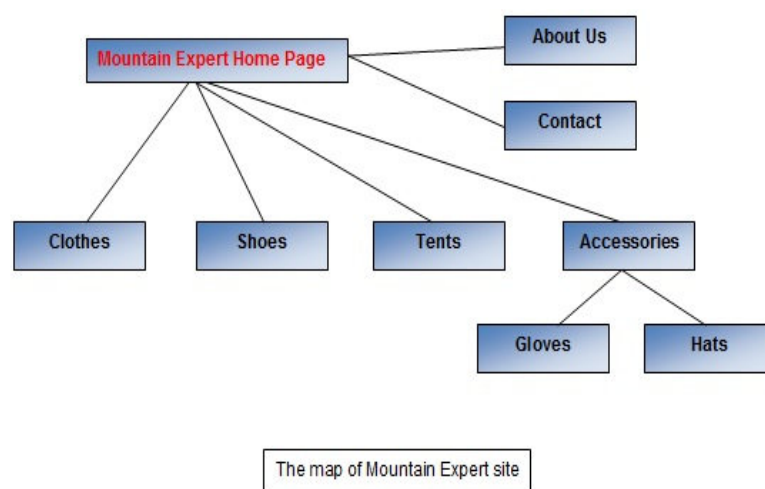 About Us
Mountain Expert Home Page
Contact
Clothes
Shoes
Tents
Accessories
Gloves
Hats
The map of Mountain Expert site